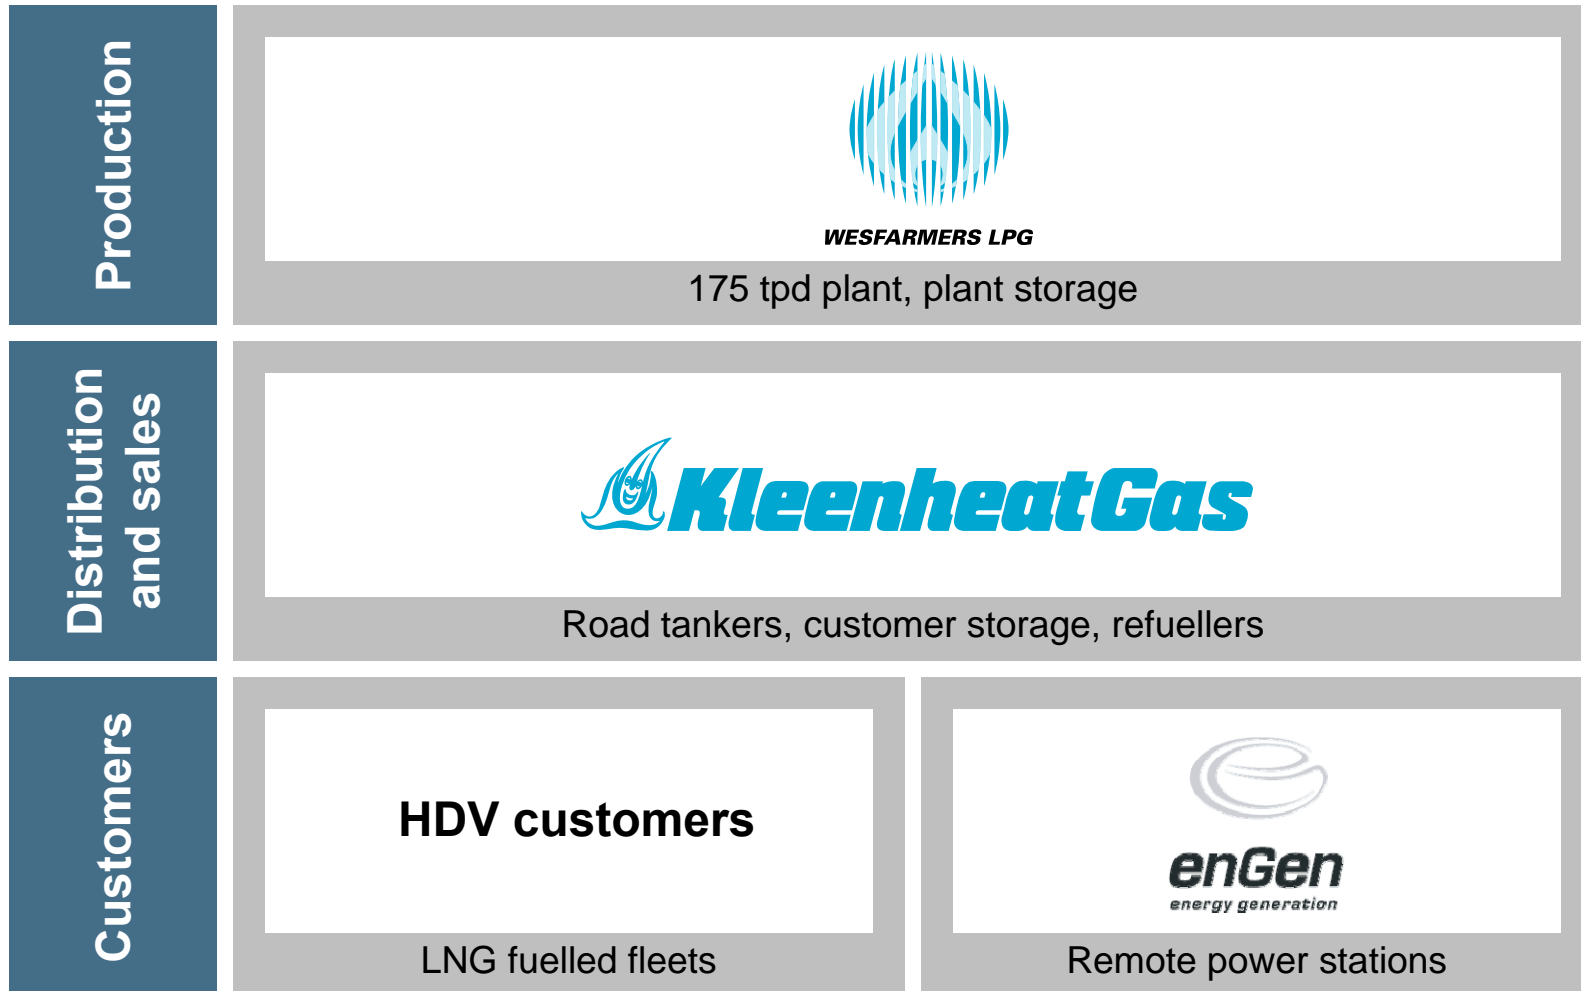 Production
WESFARMERS LPG
175 tpd plant, plant storage
Distribution
and sales
KleenheatGas
Road tankers, customer storage, refuellers
Customers
HDV customers
LNG fuelled fleets
enGen
energy generation
Remote power stations